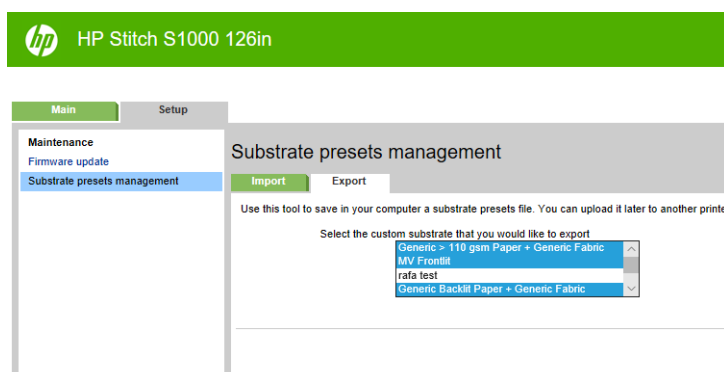 hp HP Stitch S1000 126in
Main Setup
Maintenance
Firmware update
Substrate presets management
Substrate presets management
Import Export
Use this tool to save in your computer a substrate presets file. You can upload it later to another printe
Select the custom substrate that you would like to export
Generic > 110 gsm Paper + Generic Fabric
MV Frontlit
rafa test
Generic Backlit Paper + Generic Fabric